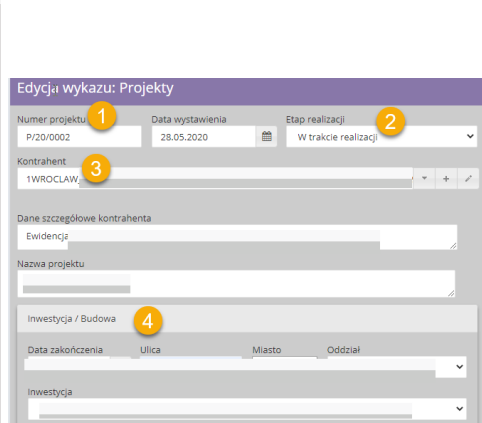 Edycja wykazu: Projekty
Numer projektu 1 Data wystawienia Etap realizacji 2
P/20/0002 28.05.2020 W trakcie realizacji
Kontrahent 3
1WROCLAW_
Dane szczegółowe kontrahenta
Ewidencja
Nazwa projektu
Inwestycja / Budowa 4
Data zakończenia Ulica Miasto Oddział
Inwestycja